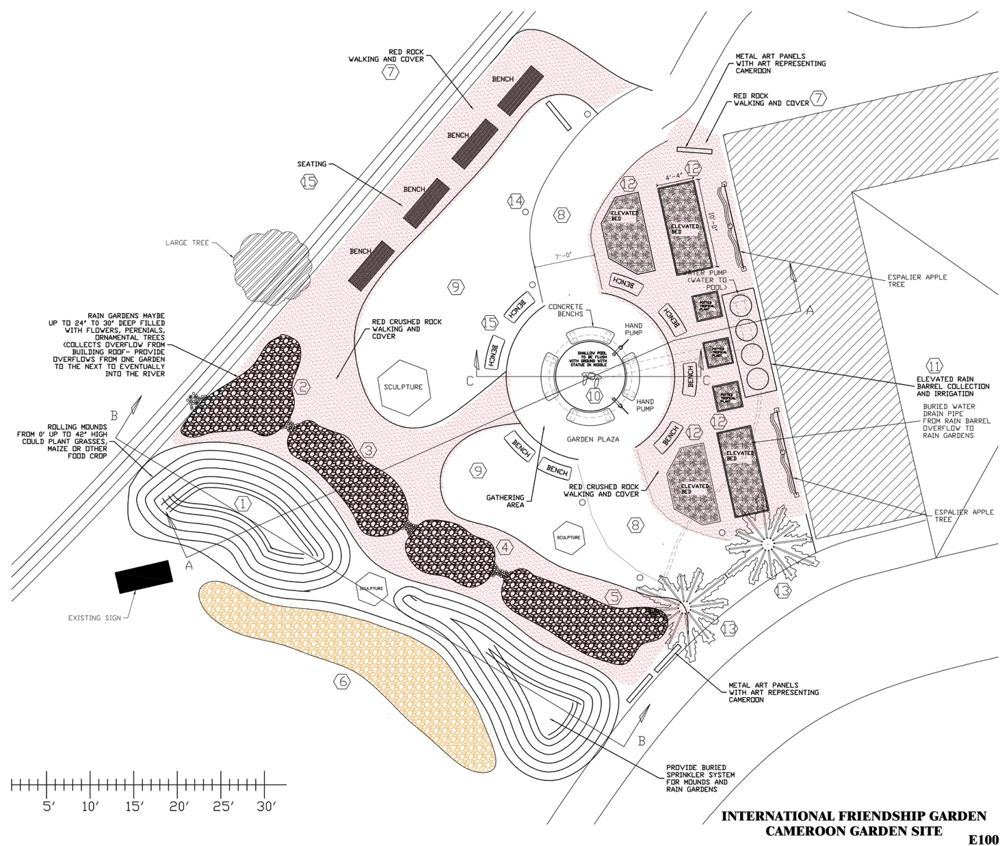 RED ROCK
WALKING AND COVER
7
METAL ART PANELS
WITH ART REPRESENTING
CAMEROON
RED ROCK
WALKING AND COVER
7
BENCH
BENCH
SEATING
15
BENCH
BENCH
LARGE TREE
14
8
12
12
4'-4"
10'-0"
ELEVATED
BED
ELEVATED
BED
7'-0"
WATER PUMP
(WATER TO
POOL)
ESPALIER APPLE
TREE
A
9
BENCH
BENCH
15
BENCH
BENCH
CONCRETE
BENCHS
HAND
PUMP
POTTED
TROPICAL
PLANT
POTTED
TROPICAL
PLANT
POTTED
TROPICAL
PLANT
RAIN GARDENS MAYBE
UP TO 24" TO 30" DEEP FILLED
WITH FLOWERS, PERENIALS,
ORNAMENTAL TREES
(COLLECTS OVERFLOW FROM
BUILDING ROOF- PROVIDE
OVERFLOWS FROM ONE GARDEN
TO THE NEXT TO EVENTUALLY
INTO THE RIVER
RED CRUSHED ROCK
WALKING AND
COVER
SHALLOW POOL
TO BE FLUSH
WITH GROUND WITH
STATUE IN MIDDLE
C
C
BENCH
10
2
SCULPTURE
11
ELEVATED RAIN
BARREL COLLECTION
AND IRRIGATION
BURIED WATER
DRAIN PIPE
FROM RAIN BARREL
OVERFLOW TO
RAIN GARDENS
HAND
PUMP
B
ROLLING MOUNDS
FROM 0' UP TO 42" HIGH
COULD PLANT GRASSES,
MAIZE OR OTHER
FOOD CROP
12
12
GARDEN PLAZA
BENCH
BENCH
BENCH
3
9
ELEVATED
BED
ELEVATED
BED
RED CRUSHED ROCK
WALKING AND COVER
GATHERING
AREA
1
8
ESPALIER APPLE
TREE
SCULPTURE
4
A
SCULPTURE
5
13
13
EXISTING SIGN
6
METAL ART PANELS
WITH ART REPRESENTING
CAMEROON
B
PROVIDE BURIED
SPRINKLER SYSTEM
FOR MOUNDS AND
RAIN GARDENS
5' 10' 15' 20' 25' 30'
INTERNATIONAL FRIENDSHIP GARDEN
CAMEROON GARDEN SITE
E100